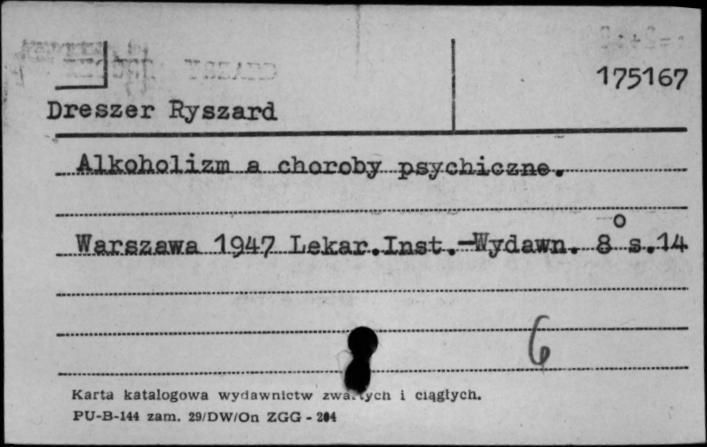 175167
Dreszer Ryszard
Alkoholizm a choroby psychiczne.
Warszawa 1947 Lekar.Inst.-Wydawn. 8° s.14
6
Karta katalogowa wydawnictw zwartych i ciągłych.
PU-B-144 zam. 29/DW/On ZGG - 204